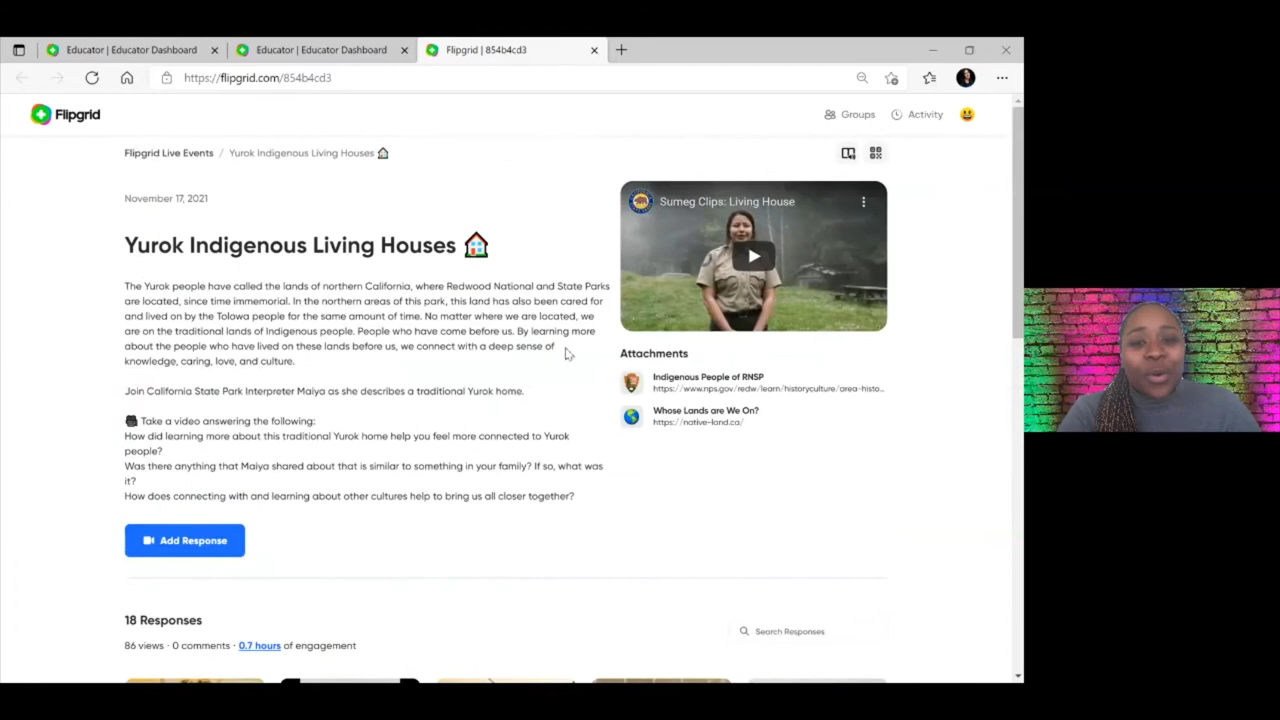 Educator | Educator Dashboard
Educator | Educator Dashboard
Flipgrid | 854b4cd3
https://flipgrid.com/854b4cd3
Flipgrid
Groups
Activity
Flipgrid Live Events / Yurok Indigenous Living Houses
November 17, 2021
Yurok Indigenous Living Houses
The Yurok people have called the lands of northern California, where Redwood National and State Parks
are located, since time immemorial. In the northern areas of this park, this land has also been cared for
and lived on by the Tolowa people for the same amount of time. No matter where we are located, we
are on the traditional lands of Indigenous people. People who have come before us. By learning more
about the people who have lived on these lands before us, we connect with a deep sense of
knowledge, caring, love, and culture.
Join California State Park Interpreter Maiya as she describes a traditional Yurok home.
Take a video answering the following:
How did learning more about this traditional Yurok home help you feel more connected to Yurok
people?
Was there anything that Maiya shared about that is similar to something in your family? If so, what was
it?
How does connecting with and learning about other cultures help to bring us all closer together?
Add Response
Sumeg Clips: Living House
Attachments
Indigenous People of RNSP
https://www.nps.gov/redw/learn/historyculture/area-histo...
Whose Lands are We On?
https://native-land.ca/
18 Responses
86 views · 0 comments · 0.7 hours of engagement
Search Responses